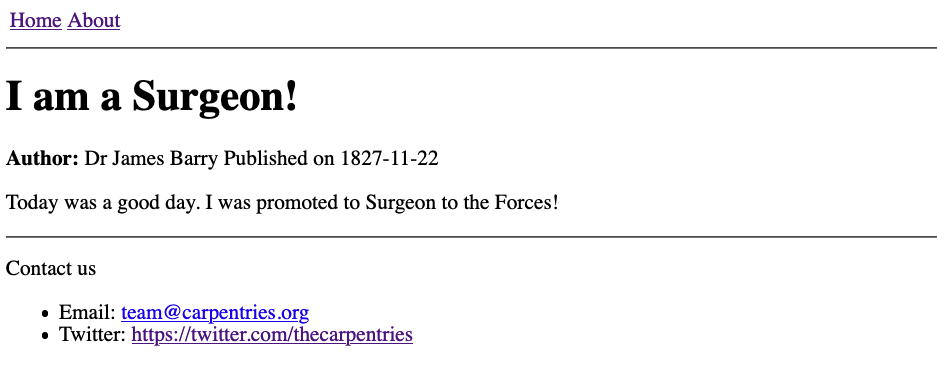 Home About
I am a Surgeon!
Author: Dr James Barry Published on 1827-11-22
Today was a good day. I was promoted to Surgeon to the Forces!
Contact us
• Email: team@carpentries.org
• Twitter: https://twitter.com/thecarpentries